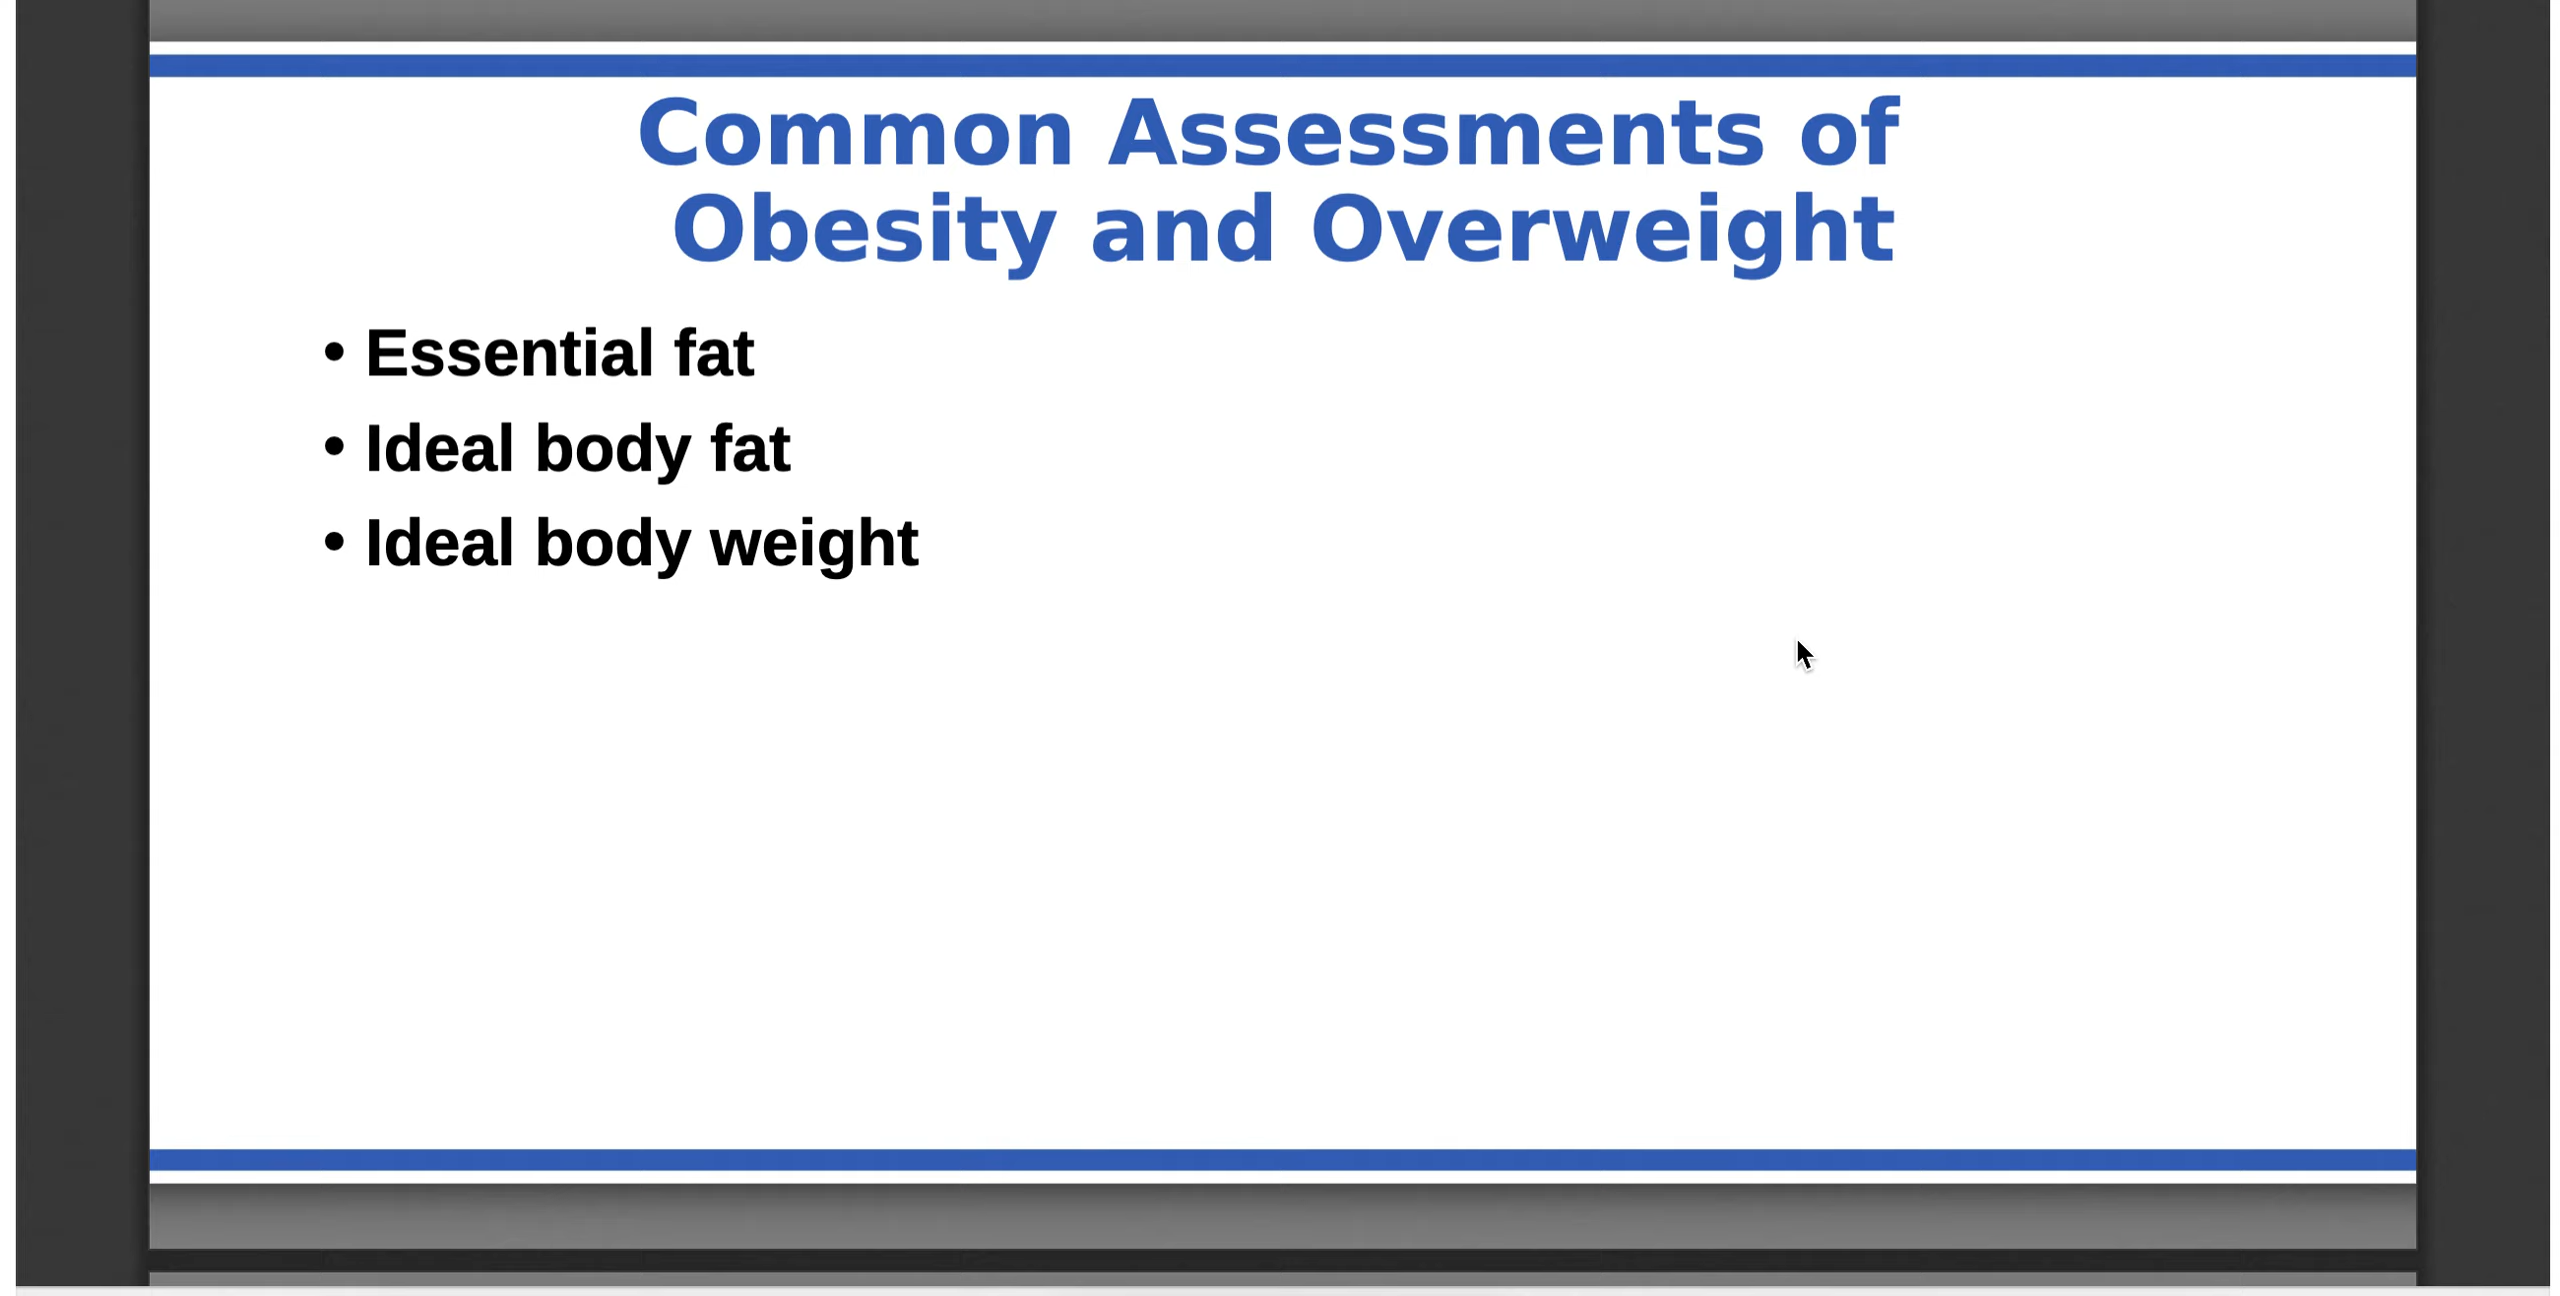 Common Assessments of
Obesity and Overweight
• Essential fat
• Ideal body fat
• Ideal body weight